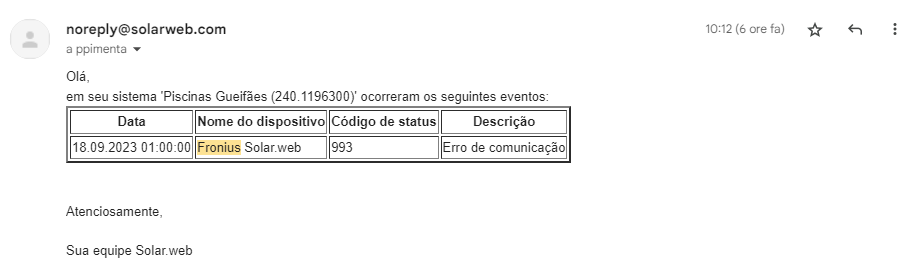 noreply@solarweb.com
10:12 (6 ore fa)
a ppimenta
Olá,
em seu sistema 'Piscinas Gueifães (240.1196300)' ocorreram os seguintes eventos:
Data Nome do dispositivo Código de status Descrição
18.09.2023 01:00:00 Fronius Solar.web 993 Erro de comunicação
Atenciosamente,
Sua equipe Solar.web